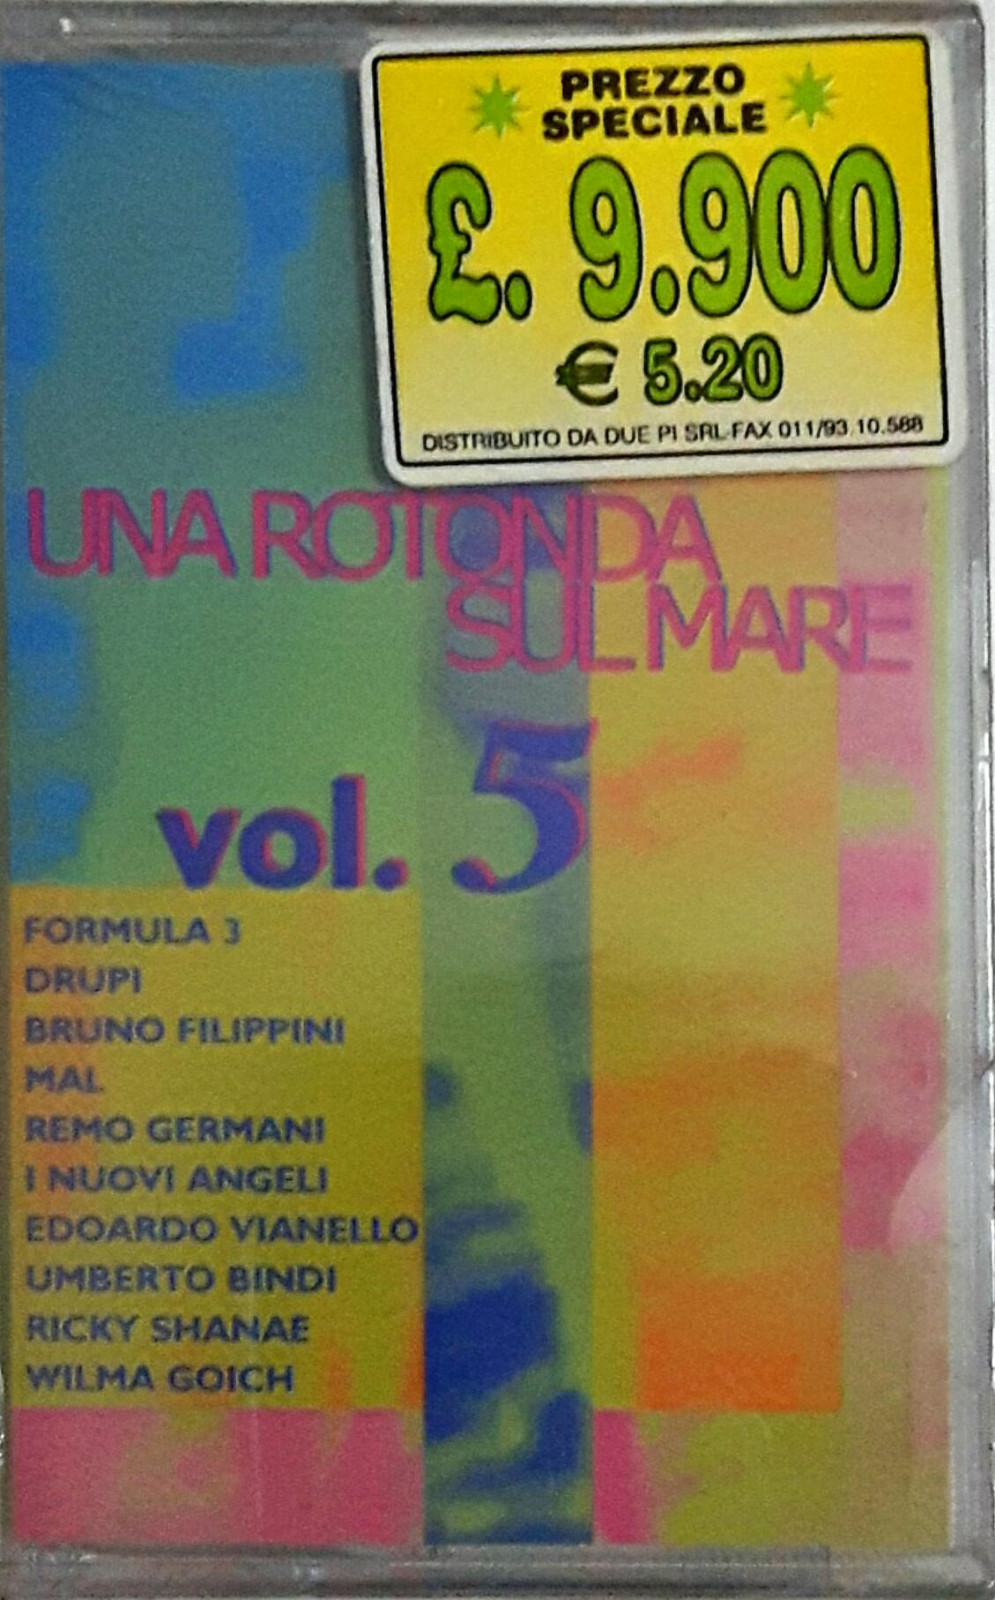 PREZZO
SPECIALE
£. 9.900
€ 5.20
DISTRIBUITO DA DUE PI SRL-FAX 011/93.10.588
UNA ROTONDA
SUL MARE
vol. 5
FORMULA 3
DRUPI
BRUNO FILIPPINI
MAL
REMO GERMANI
I NUOVI ANGELI
EDOARDO VIANELLO
UMBERTO BINDI
RICKY SHANAE
WILMA GOICH